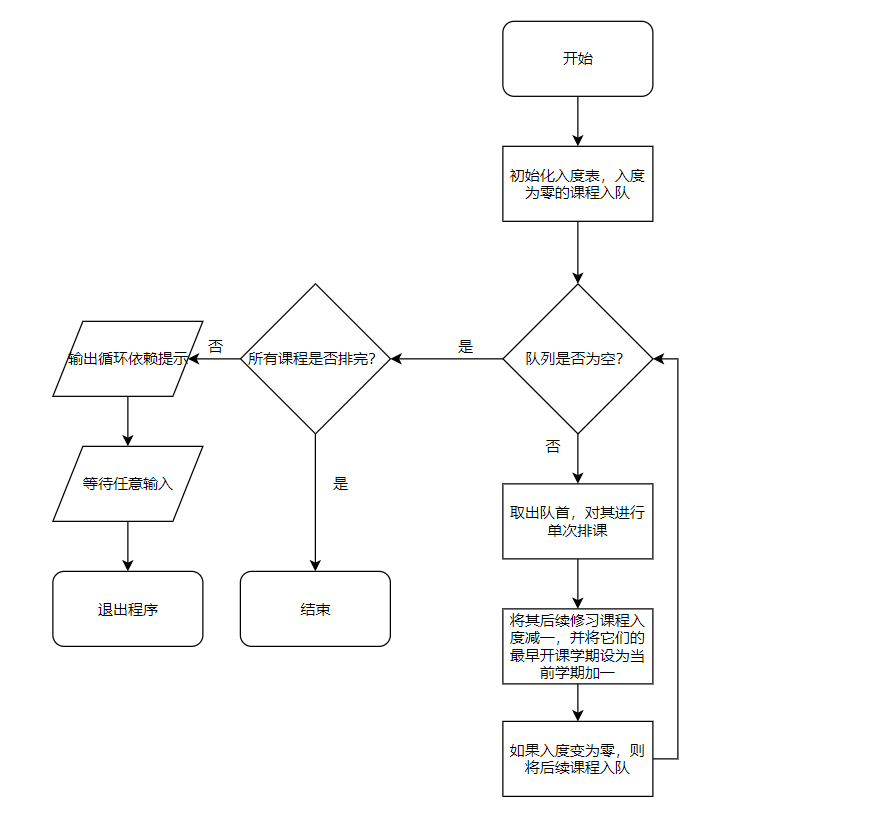 开始
初始化入度表，入度
为零的课程入队
队列是否为空?
是
所有课程是否排完?
否
输出循环依赖提示
等待任意输入
退出程序
是
结束
否
取出队首，对其进行
单次排课
将其后续修习课程入
度减一，并将它们的
最早开课学期设为当
前学期加一
如果入度变为零，则
将后续课程入队